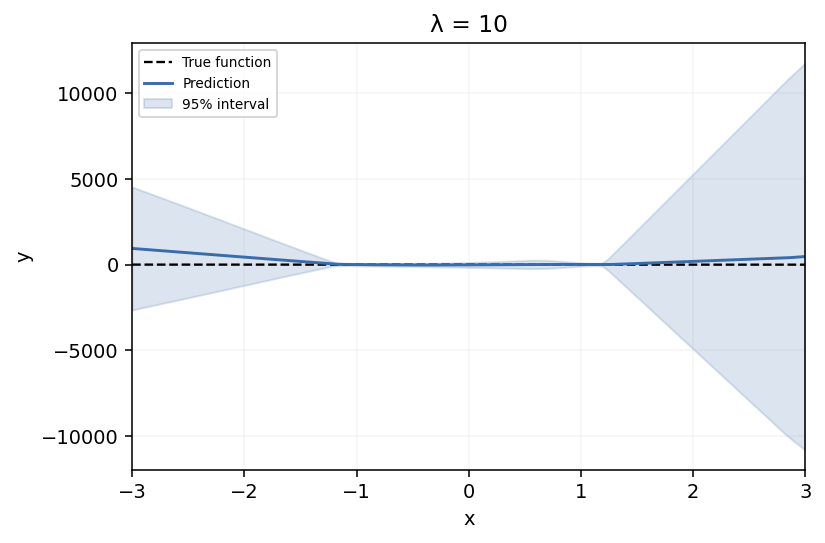 λ = 10
True function
Prediction
95% interval
10000
5000
0
−5000
−10000
y
−3
−2
−1
0
1
2
3
x